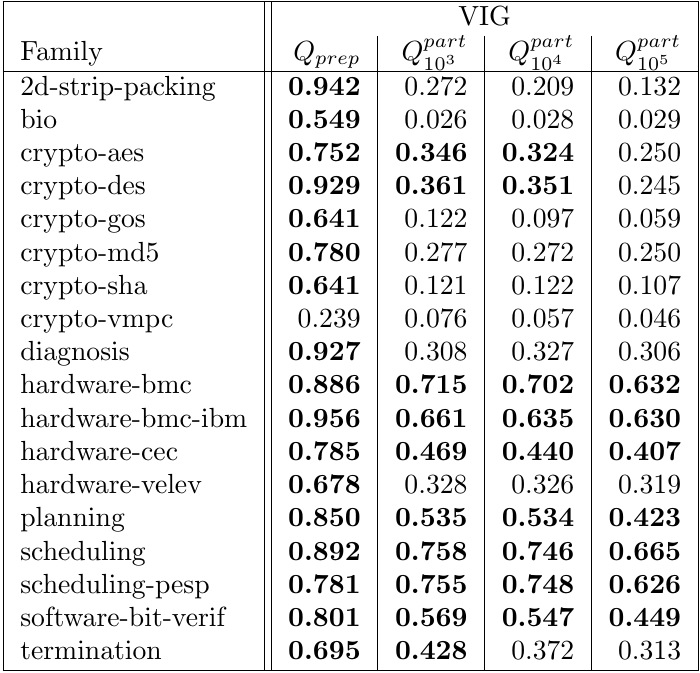 VIG
Family Q_prep Q^part_10^3 Q^part_10^4 Q^part_10^5
2d-strip-packing 0.942 0.272 0.209 0.132
bio 0.549 0.026 0.028 0.029
crypto-aes 0.752 0.346 0.324 0.250
crypto-des 0.929 0.361 0.351 0.245
crypto-gos 0.641 0.122 0.097 0.059
crypto-md5 0.780 0.277 0.272 0.250
crypto-sha 0.641 0.121 0.122 0.107
crypto-vmpc 0.239 0.076 0.057 0.046
diagnosis 0.927 0.308 0.327 0.306
hardware-bmc 0.886 0.715 0.702 0.632
hardware-bmc-ibm 0.956 0.661 0.635 0.630
hardware-cec 0.785 0.469 0.440 0.407
hardware-velev 0.678 0.328 0.326 0.319
planning 0.850 0.535 0.534 0.423
scheduling 0.892 0.758 0.746 0.665
scheduling-pesp 0.781 0.755 0.748 0.626
software-bit-verif 0.801 0.569 0.547 0.449
termination 0.695 0.428 0.372 0.313